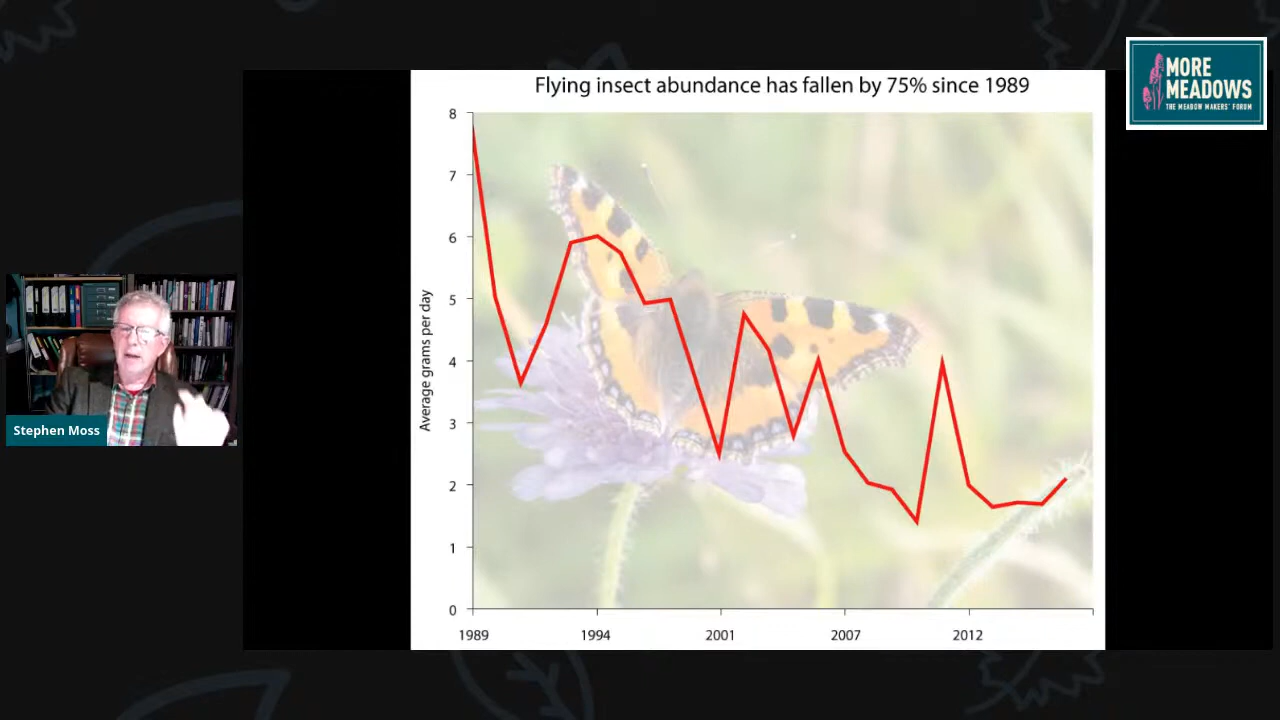 Flying insect abundance has fallen by 75% since 1989
MORE
MEADOWS
THE MEADOW MAKERS' FORUM
8
7
6
5
4
3
2
1
0
Average grams per day
1989
1994
2001
2007
2012
Stephen Moss